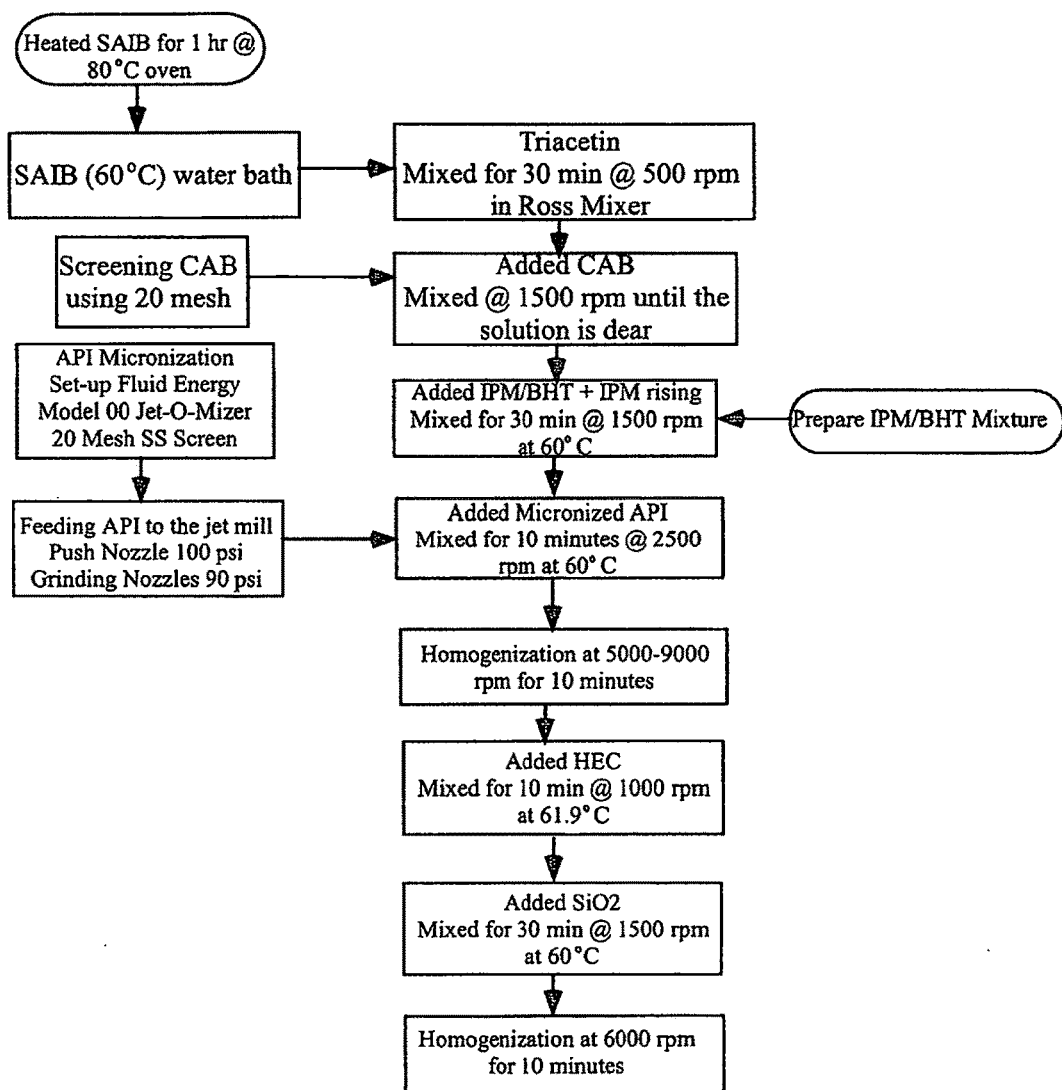 Heated SAIB for 1 hr @
80°C oven
SAIB (60°C) water bath
Triacetin
Mixed for 30 min @ 500 rpm
in Ross Mixer
Screening CAB
using 20 mesh
Added CAB
Mixed @ 1500 rpm until the
solution is dear
API Micronization
Set-up Fluid Energy
Model 00 Jet-O-Mizer
20 Mesh SS Screen
Added IPM/BHT + IPM rising
Mixed for 30 min @ 1500 rpm
at 60°C
Prepare IPM/BHT Mixture
Feeding API to the jet mill
Push Nozzle 100 psi
Grinding Nozzles 90 psi
Added Micronized API
Mixed for 10 minutes @ 2500
rpm at 60°C
Homogenization at 5000-9000
rpm for 10 minutes
Added HEC
Mixed for 10 min @ 1000 rpm
at 61.9°C
Added SiO2
Mixed for 30 min @ 1500 rpm
at 60°C
Homogenization at 6000 rpm
for 10 minutes